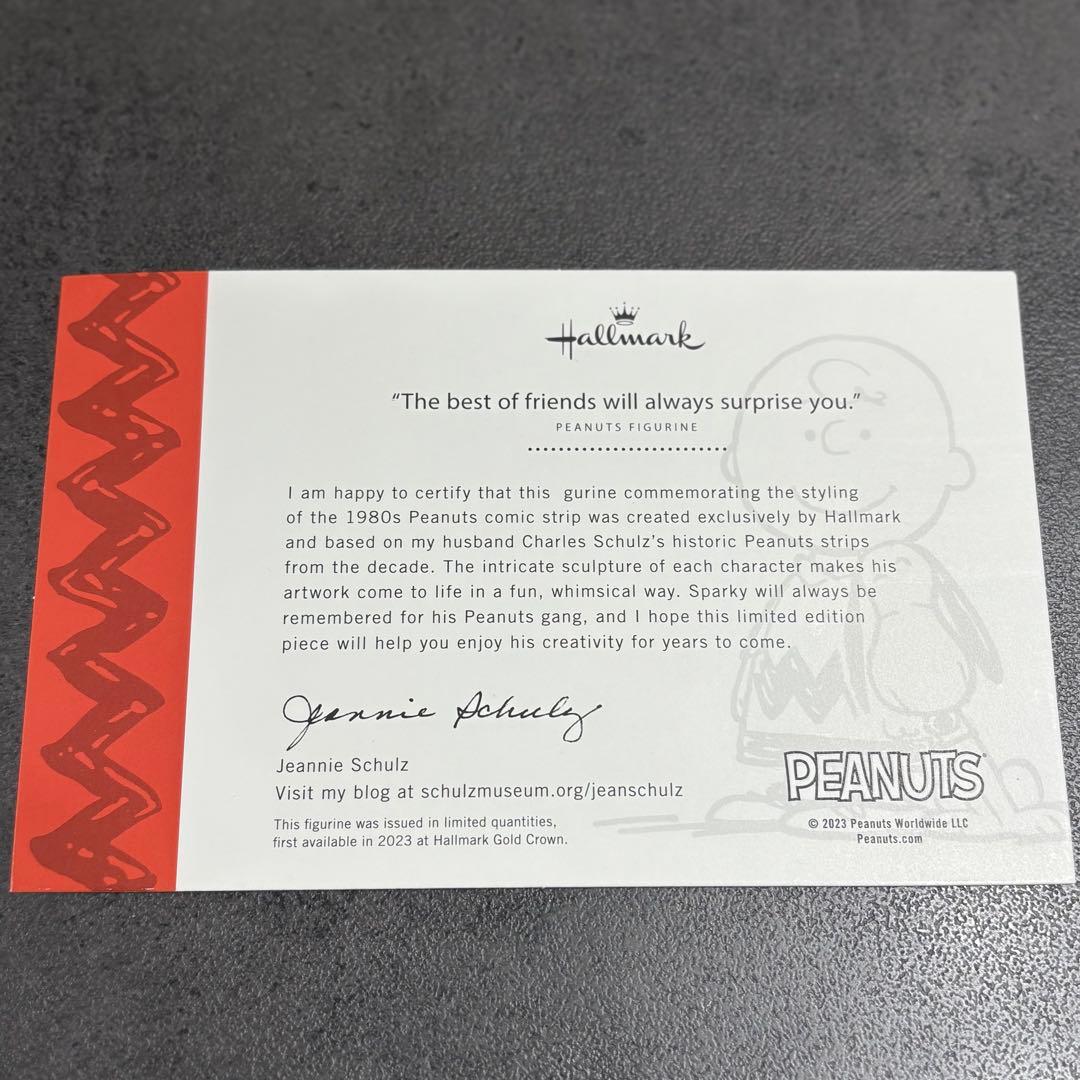 Hallmark
“The best of friends will always surprise you.”
PEANUTS FIGURINE
I am happy to certify that this  gurine commemorating the styling
of the 1980s Peanuts comic strip was created exclusively by Hallmark
and based on my husband Charles Schulz’s historic Peanuts strips
from the decade. The intricate sculpture of each character makes his
artwork come to life in a fun, whimsical way. Sparky will always be
remembered for his Peanuts gang, and I hope this limited edition
piece will help you enjoy his creativity for years to come.
Jeannie Schulz
Jeannie Schulz
Visit my blog at schulzmuseum.org/jeanschulz
This figurine was issued in limited quantities,
first available in 2023 at Hallmark Gold Crown.
PEANUTS
© 2023 Peanuts Worldwide LLC
Peanuts.com